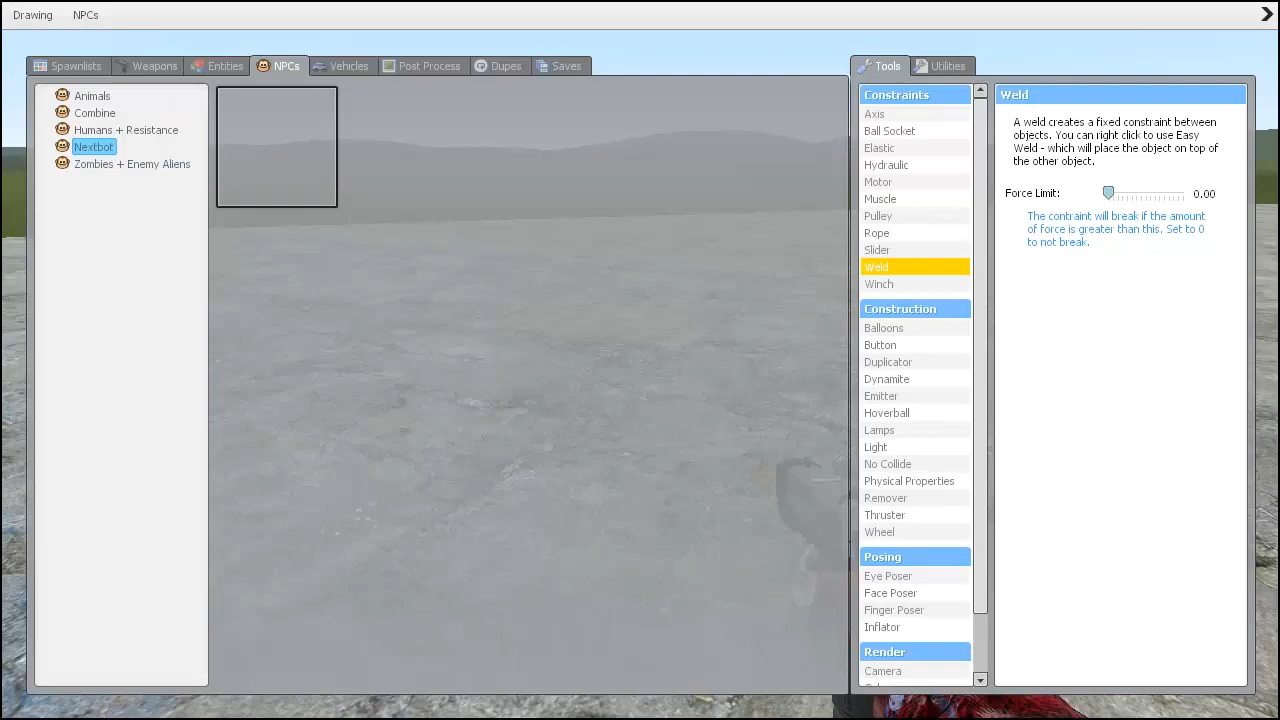 Drawing NPCs
Spawnlists Weapons Entities NPCs Vehicles Post Process Dupes Saves
Animals
Combine
Humans + Resistance
Nextbot
Zombies + Enemy Aliens
Tools Utilities
Constraints
Axis
Ball Socket
Elastic
Hydraulic
Motor
Muscle
Pulley
Rope
Slider
Weld
Winch
Construction
Balloons
Button
Duplicator
Dynamite
Emitter
Hoverball
Lamps
Light
No Collide
Physical Properties
Remover
Thruster
Wheel
Posing
Eye Poser
Face Poser
Finger Poser
Inflator
Render
Camera
Weld
A weld creates a fixed constraint between
objects. You can right click to use Easy
Weld - which will place the object on top of
the other object.
Force Limit: 0.00
The contraint will break if the amount
of force is greater than this. Set to 0
to not break.